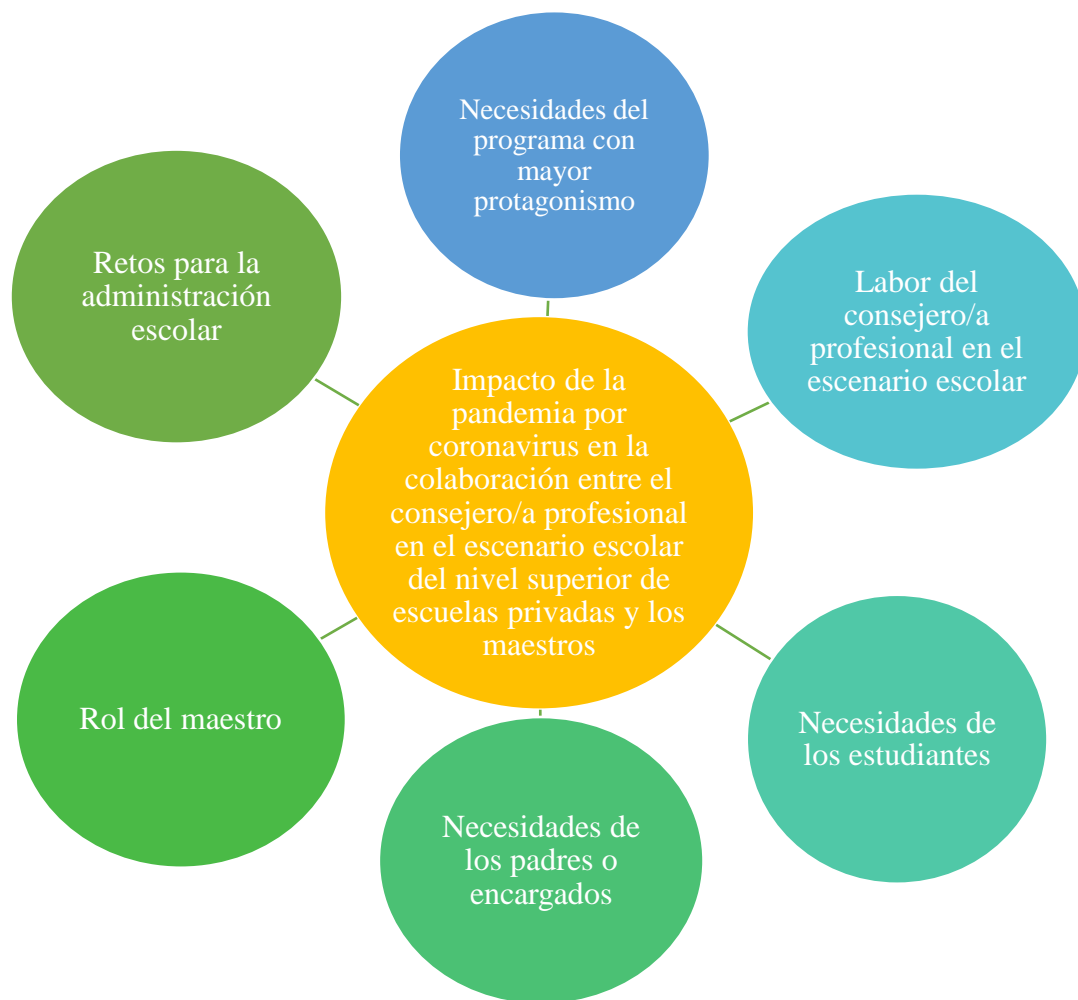 Necesidades del
programa con
mayor
protagonismo
Retos para la
administración
escolar
Labor del
consejero/a
profesional en el
escenario escolar
Impacto de la
pandemia por
coronavirus en la
colaboración entre el
consejero/a profesional
en el escenario escolar
del nivel superior de
escuelas privadas y los
maestros
Rol del maestro
Necesidades de
los estudiantes
Necesidades de
los padres o
encargados